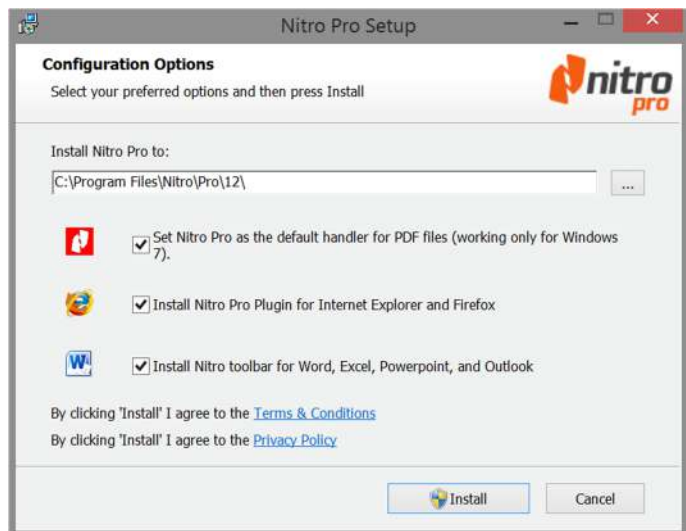 Nitro Pro Setup
Configuration Options
Select your preferred options and then press Install
nitro
pro
Install Nitro Pro to:
C:\Program Files\Nitro\Pro\12\
...
Set Nitro Pro as the default handler for PDF files (working only for Windows
7).
Install Nitro Pro Plugin for Internet Explorer and Firefox
Install Nitro toolbar for Word, Excel, Powerpoint, and Outlook
By clicking 'Install' I agree to the Terms & Conditions
By clicking 'Install' I agree to the Privacy Policy
Install
Cancel